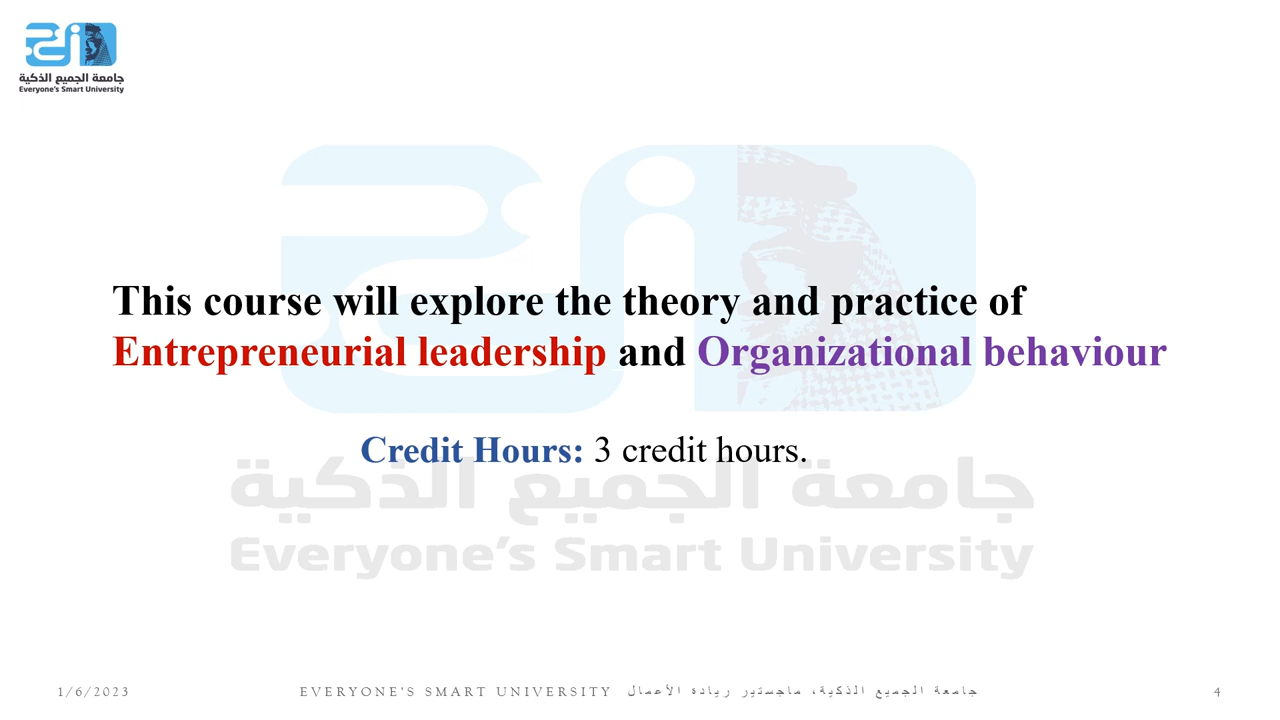 جامعة الجميع الذكية
Everyone's Smart University
This course will explore the theory and practice of
Entrepreneurial leadership and Organizational behaviour
Credit Hours: 3 credit hours.
جامعة الجميع الذكية
Everyone's Smart University
1/6/2023
EVERYONE'S SMART UNIVERSITY جامعة الجميع الذكية، ماجستير ريادة الأعمال
4